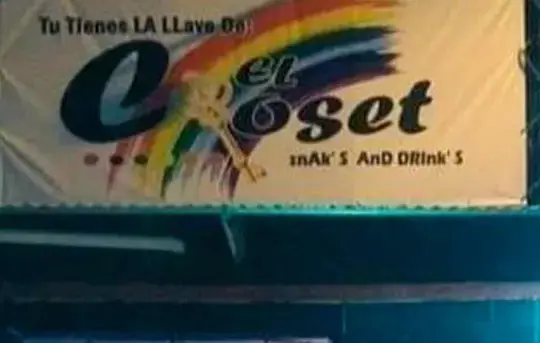 Tu Tienes LA LLave De:
el
Closet
snAk' S AnD DRInk' S